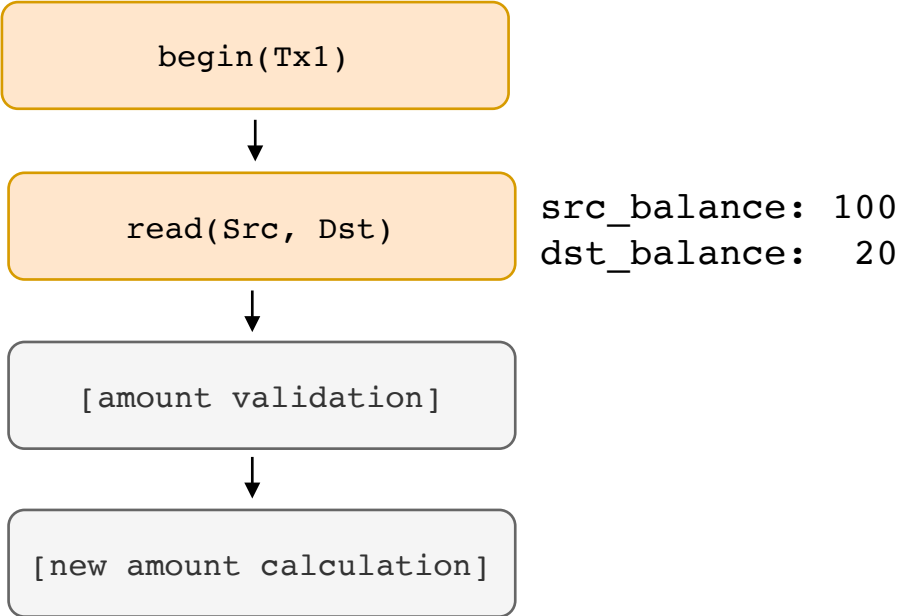 begin(Tx1)
read(Src, Dst)
src_balance: 100
dst_balance:  20
[amount validation]
[new amount calculation]